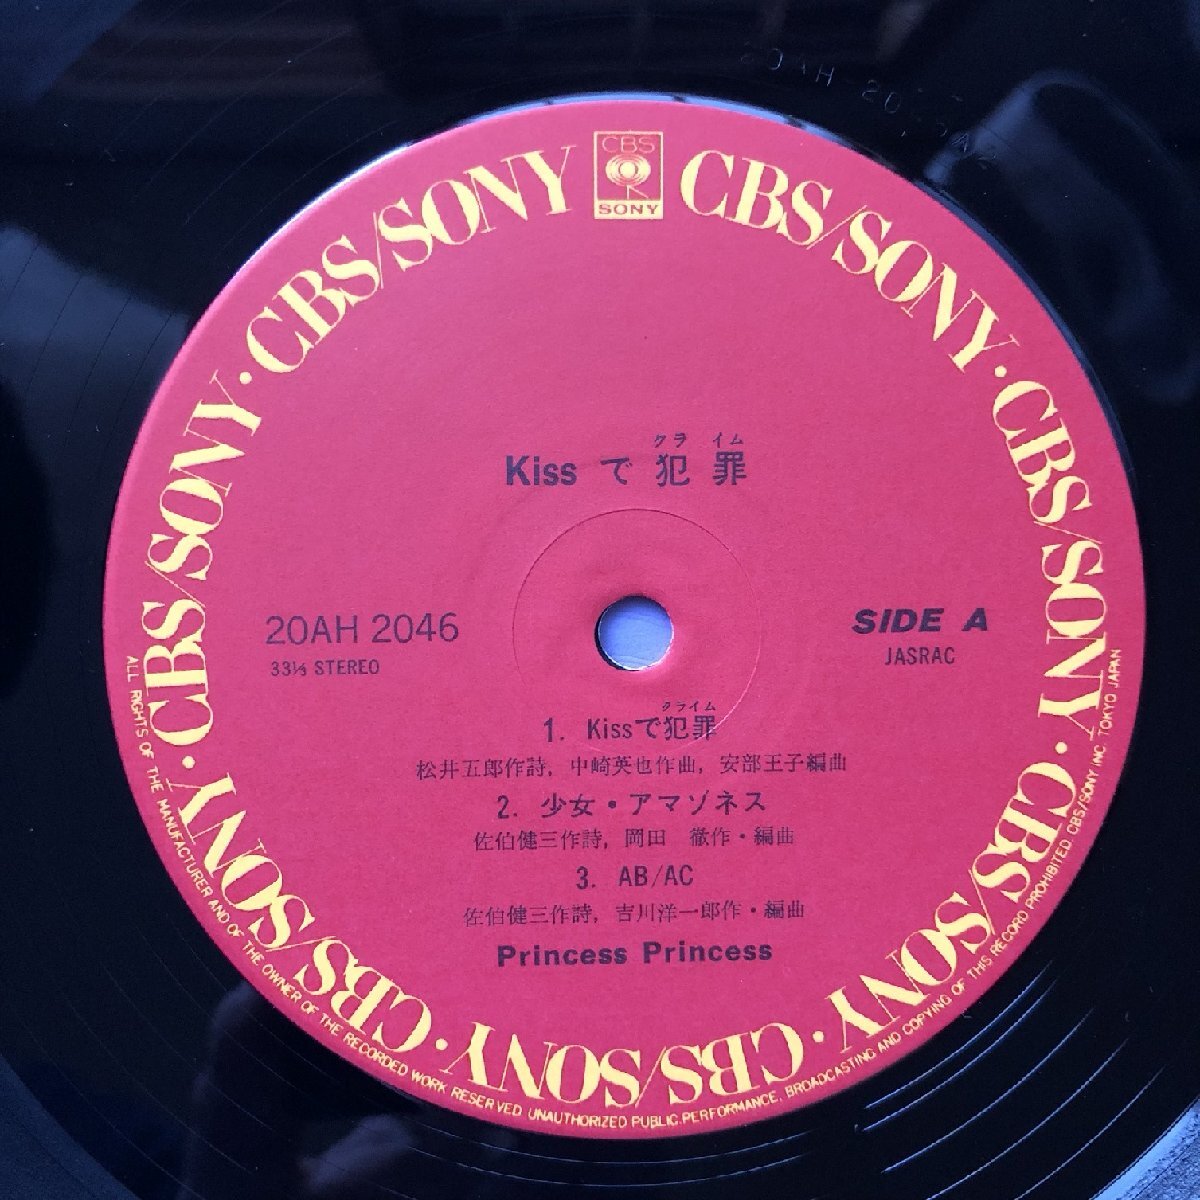 CBS
SONY
CBS/SONY · CBS/SONY · CBS/SONY · CBS/SONY · CBS/SONY · CBS/SONY · CBS/SONY · CBS/SONY
クライム
Kiss で 犯 罪
20AH 2046
33⅓ STEREO
SIDE A
JASRAC
クライム
1. Kissで犯罪
松井五郎作詩, 中崎英也作曲, 安部王子編曲
2. 少女・アマゾネス
佐伯健三作詩, 岡田 徹作・編曲
3. AB/AC
佐伯健三作詩, 吉川洋一郎作・編曲
Princess Princess
ALL RIGHTS OF THE MANUFACTURER AND OF THE OWNER OF THE RECORDED WORK RESERVED UNAUTHORIZED PUBLIC PERFORMANCE, BROADCASTING AND COPYING OF THIS RECORD PROHIBITED CBS/SONY INC. TOKYO JAPAN